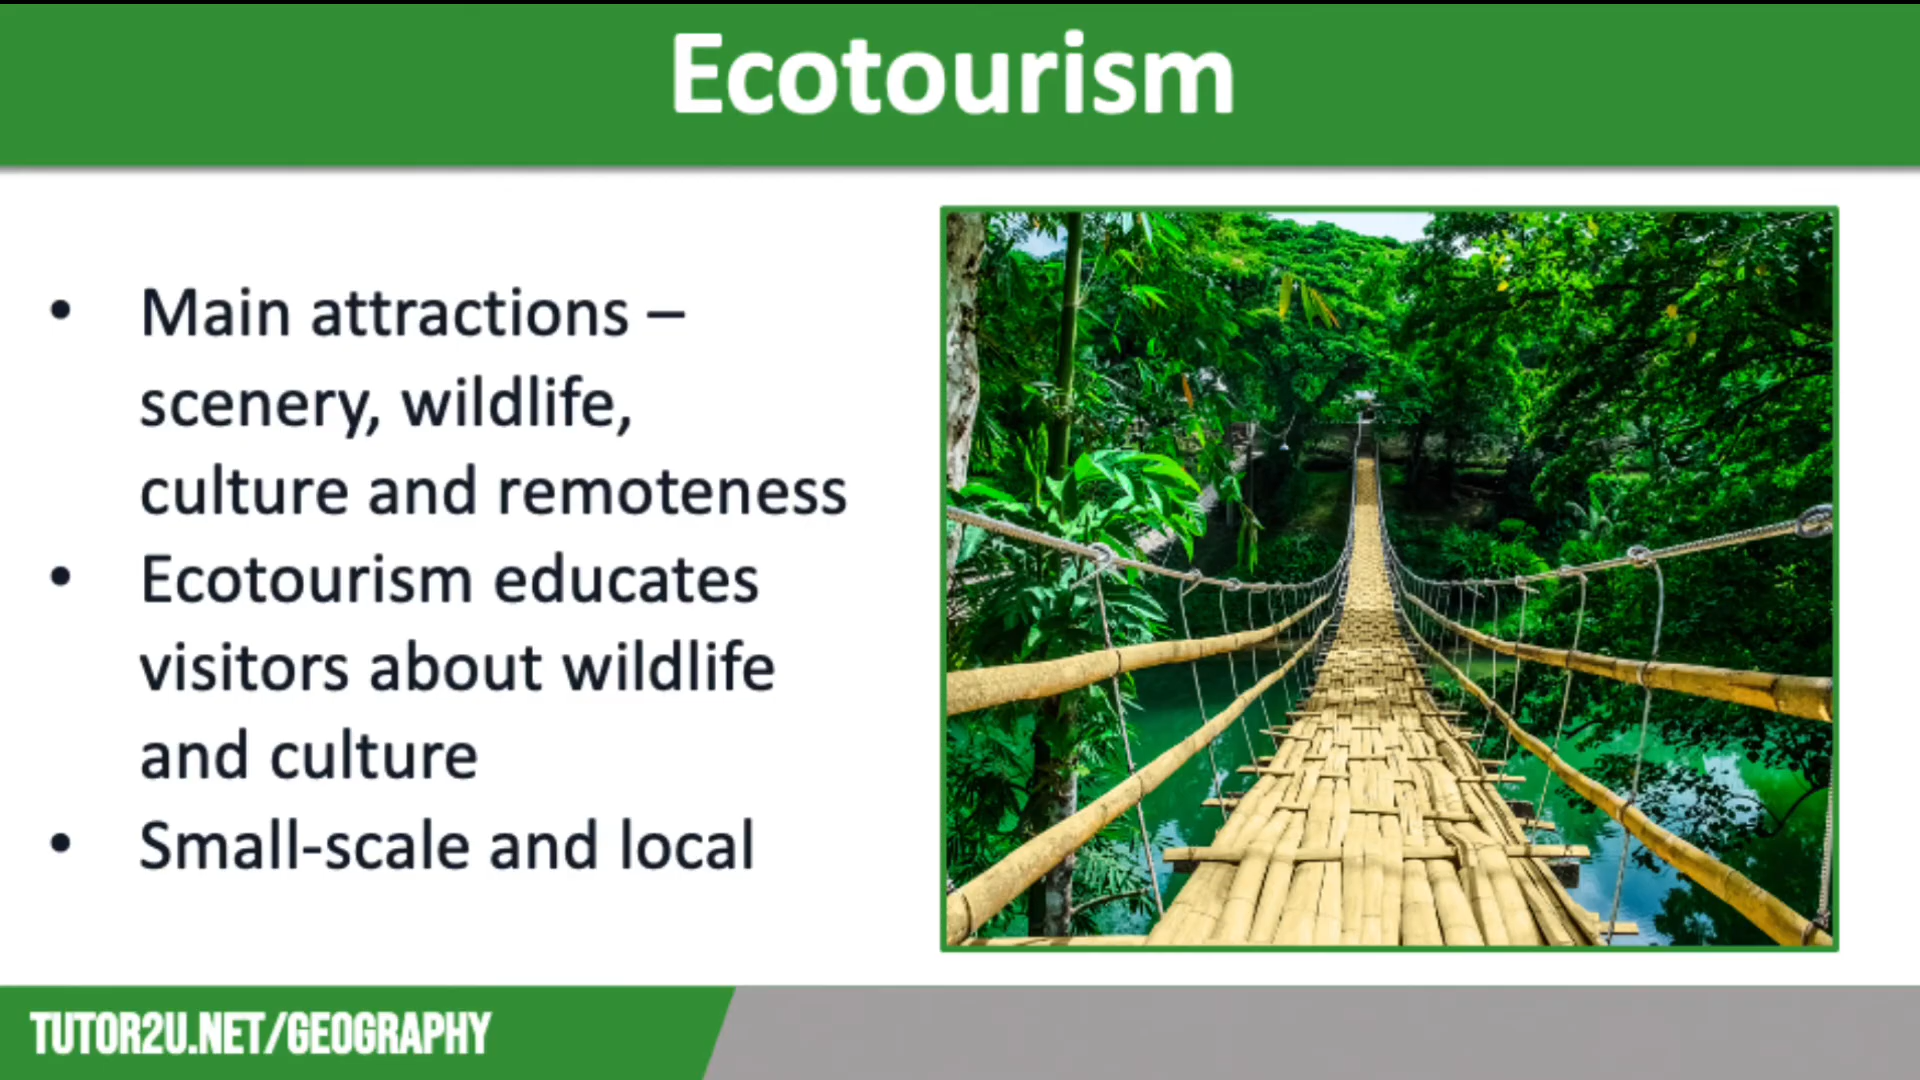 Ecotourism
• Main attractions –
scenery, wildlife,
culture and remoteness
• Ecotourism educates
visitors about wildlife
and culture
• Small-scale and local
TUTOR2U.NET/GEOGRAPHY